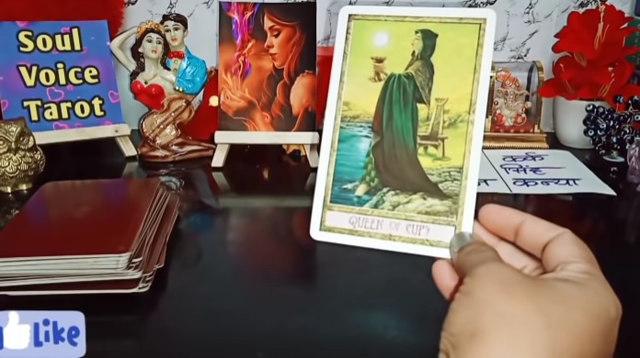 Soul
Voice
Tarot
QUEEN OF CUPS
कर्क
सिंह
कन्या
Like